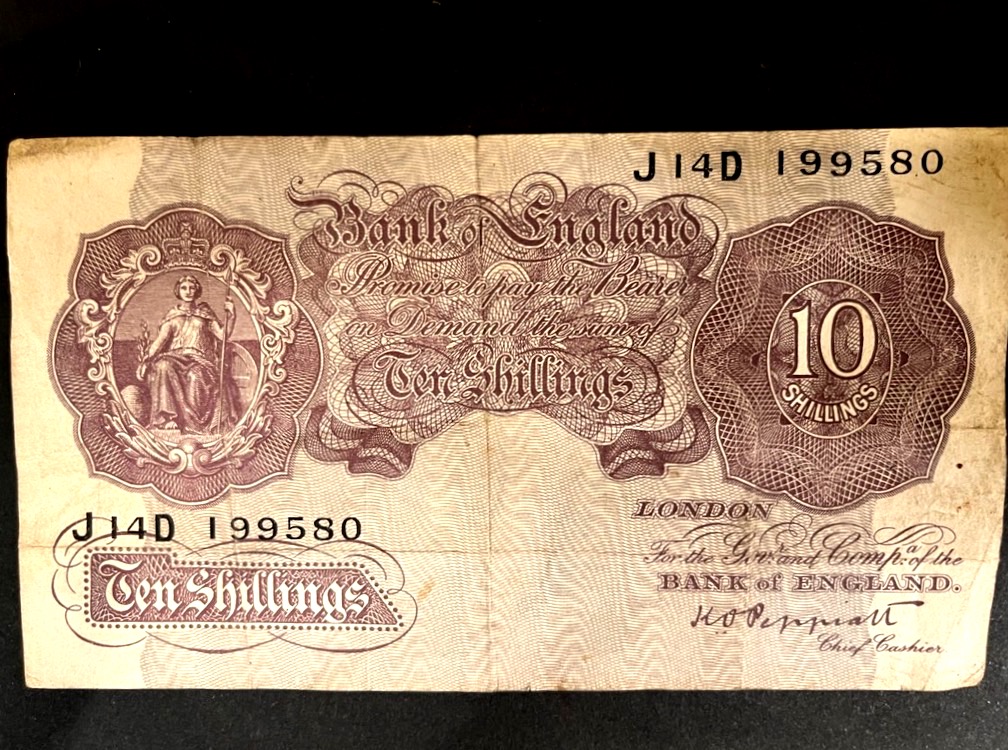 J14D 199580
Bank of England
Promise to pay the Bearer
on Demand the sum of
Ten Shillings
10
SHILLINGS
J14D 199580
Ten Shillings
LONDON
For the Govr. and Compa. of the
BANK of ENGLAND.
K O Peppiatt
Chief Cashier